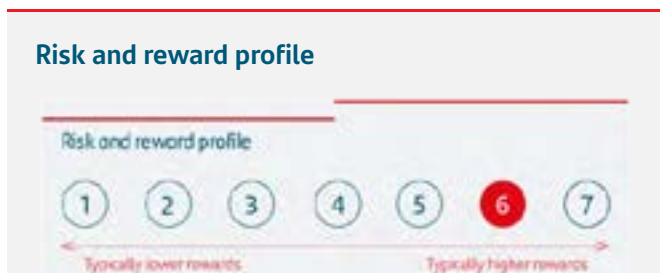 Risk and reward profile
Risk and reward profile
1 2 3 4 5 6 7
Typically lower rewards Typically higher rewards